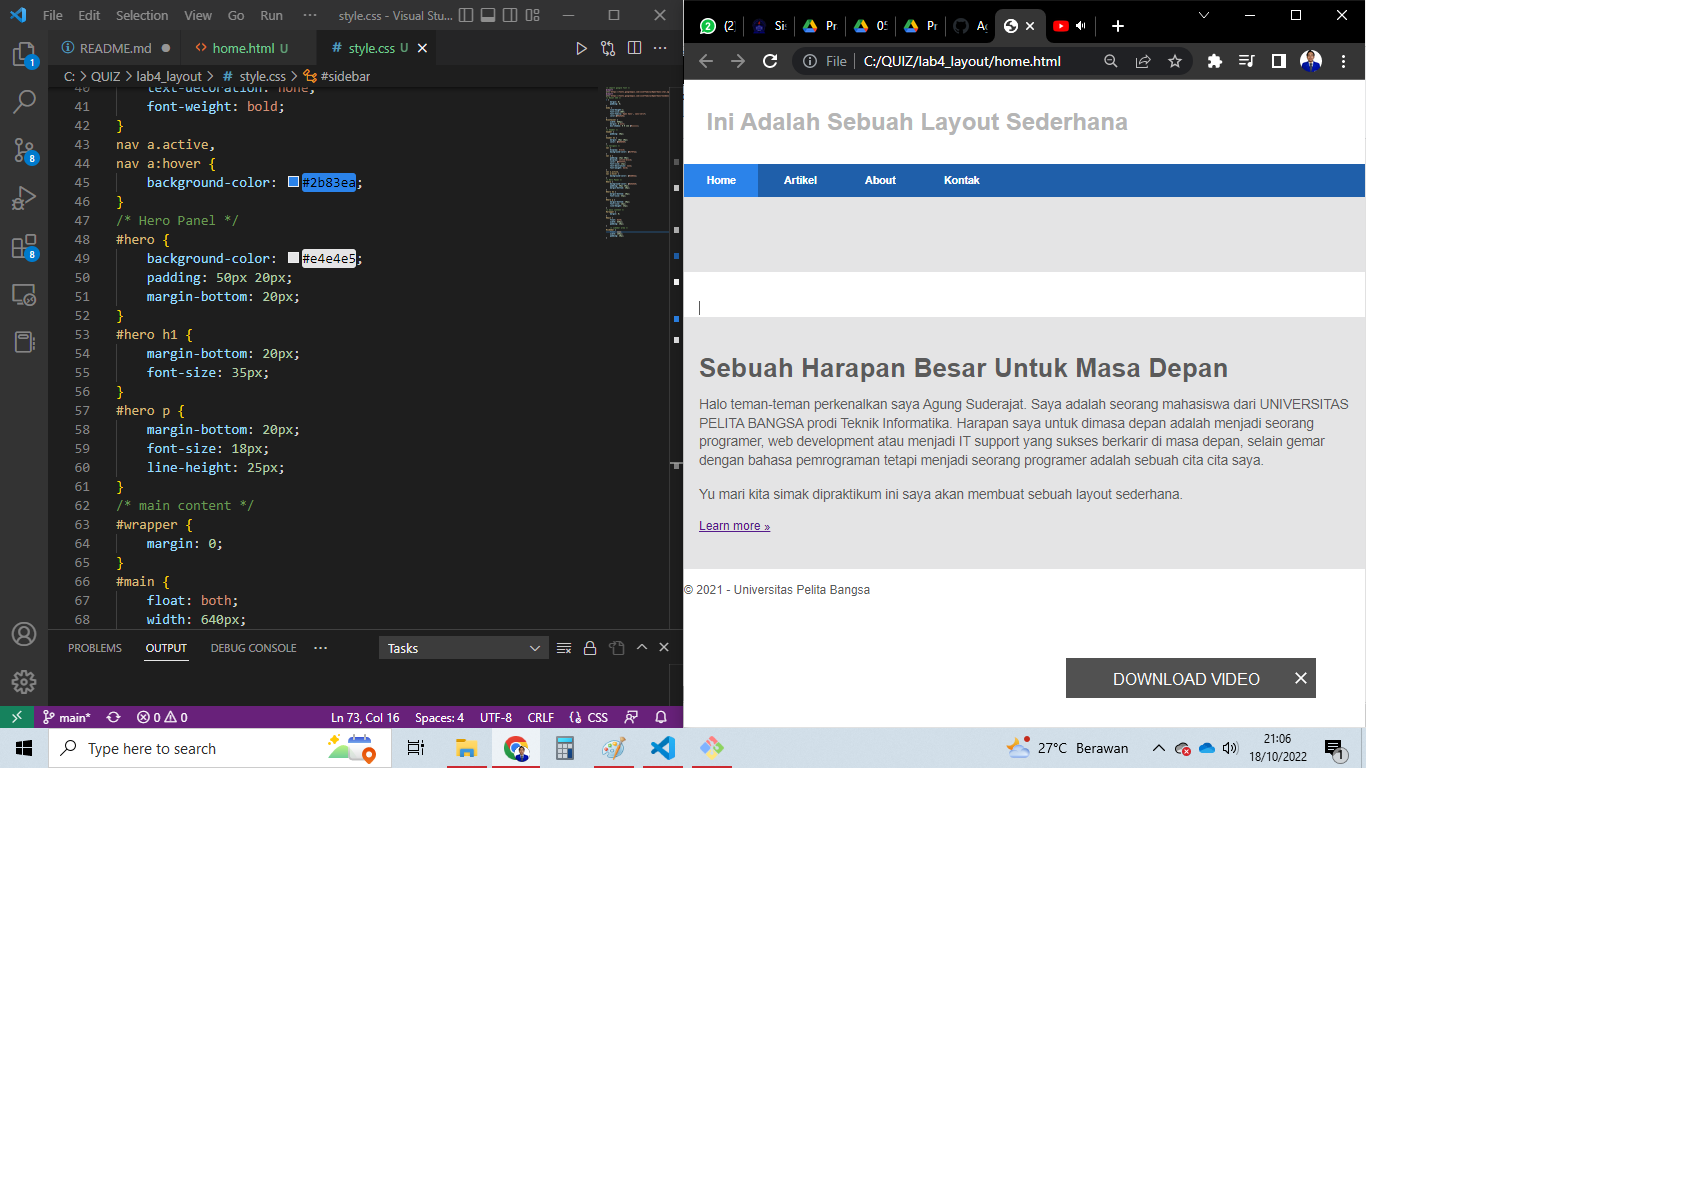 File Edit Selection View Go Run ··· style.css - Visual Stu...
README.md ● home.html U # style.css U
C: > QUIZ > lab4_layout > # style.css > #sidebar
40 text-decoration: none;
41 font-weight: bold;
42 }
43 nav a.active,
44 nav a:hover {
45 background-color: #2b83ea;
46 }
47 /* Hero Panel */
48 #hero {
49 background-color: #e4e4e5;
50 padding: 50px 20px;
51 margin-bottom: 20px;
52 }
53 #hero h1 {
54 margin-bottom: 20px;
55 font-size: 35px;
56 }
57 #hero p {
58 margin-bottom: 20px;
59 font-size: 18px;
60 line-height: 25px;
61 }
62 /* main content */
63 #wrapper {
64 margin: 0;
65 }
66 #main {
67 float: both;
68 width: 640px;
1
8
8
PROBLEMS OUTPUT DEBUG CONSOLE ··· Tasks
main* 0 0 Ln 73, Col 16 Spaces: 4 UTF-8 CRLF CSS
2 (2 Si Pr 05 Pr Ag
File C:/QUIZ/lab4_layout/home.html
Ini Adalah Sebuah Layout Sederhana
Home Artikel About Kontak
Sebuah Harapan Besar Untuk Masa Depan
Halo teman-teman perkenalkan saya Agung Suderajat. Saya adalah seorang mahasiswa dari UNIVERSITAS
PELITA BANGSA prodi Teknik Informatika. Harapan saya untuk dimasa depan adalah menjadi seorang
programer, web development atau menjadi IT support yang sukses berkarir di masa depan, selain gemar
dengan bahasa pemrograman tetapi menjadi seorang programer adalah sebuah cita cita saya.
Yu mari kita simak dipraktikum ini saya akan membuat sebuah layout sederhana.
Learn more »
© 2021 - Universitas Pelita Bangsa
DOWNLOAD VIDEO
Type here to search
27°C Berawan
21:06
18/10/2022
1